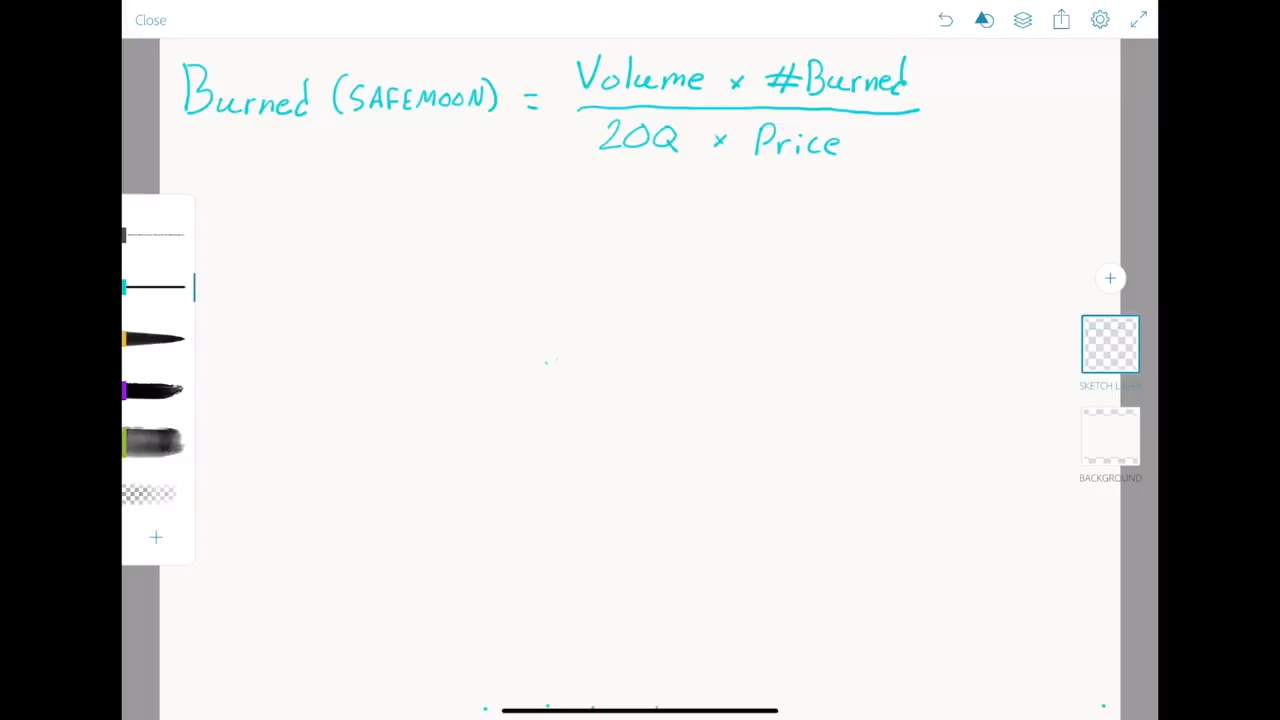 Close
Volume × #Burned
Burned (SAFEMOON) =
20Q × Price
SKETCH LAYER
BACKGROUND